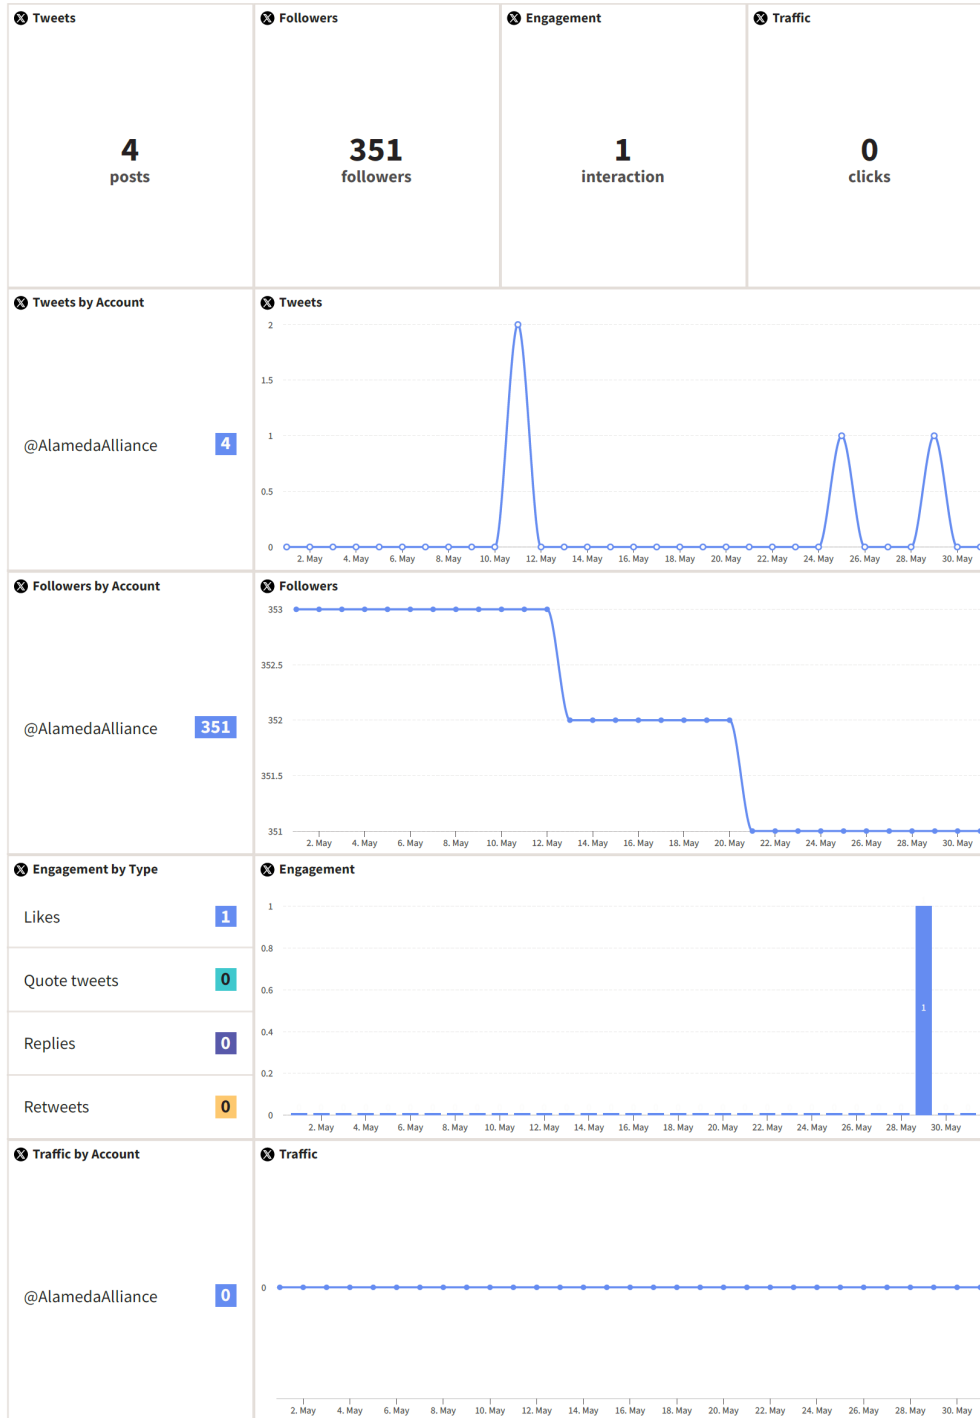 Tweets
Followers
Engagement
Traffic
4
posts
351
followers
1
interaction
0
clicks
Tweets by Account
@AlamedaAlliance 4
Tweets
2
1.5
1
0.5
0
2. May 4. May 6. May 8. May 10. May 12. May 14. May 16. May 18. May 20. May 22. May 24. May 26. May 28. May 30. May
Followers by Account
@AlamedaAlliance 351
Followers
353
352.5
352
351.5
351
2. May 4. May 6. May 8. May 10. May 12. May 14. May 16. May 18. May 20. May 22. May 24. May 26. May 28. May 30. May
Engagement by Type
Likes 1
Quote tweets 0
Replies 0
Retweets 0
Engagement
1
0.8
0.6
0.4
0.2
0
1
2. May 4. May 6. May 8. May 10. May 12. May 14. May 16. May 18. May 20. May 22. May 24. May 26. May 28. May 30. May
Traffic by Account
@AlamedaAlliance 0
Traffic
0
2. May 4. May 6. May 8. May 10. May 12. May 14. May 16. May 18. May 20. May 22. May 24. May 26. May 28. May 30. May